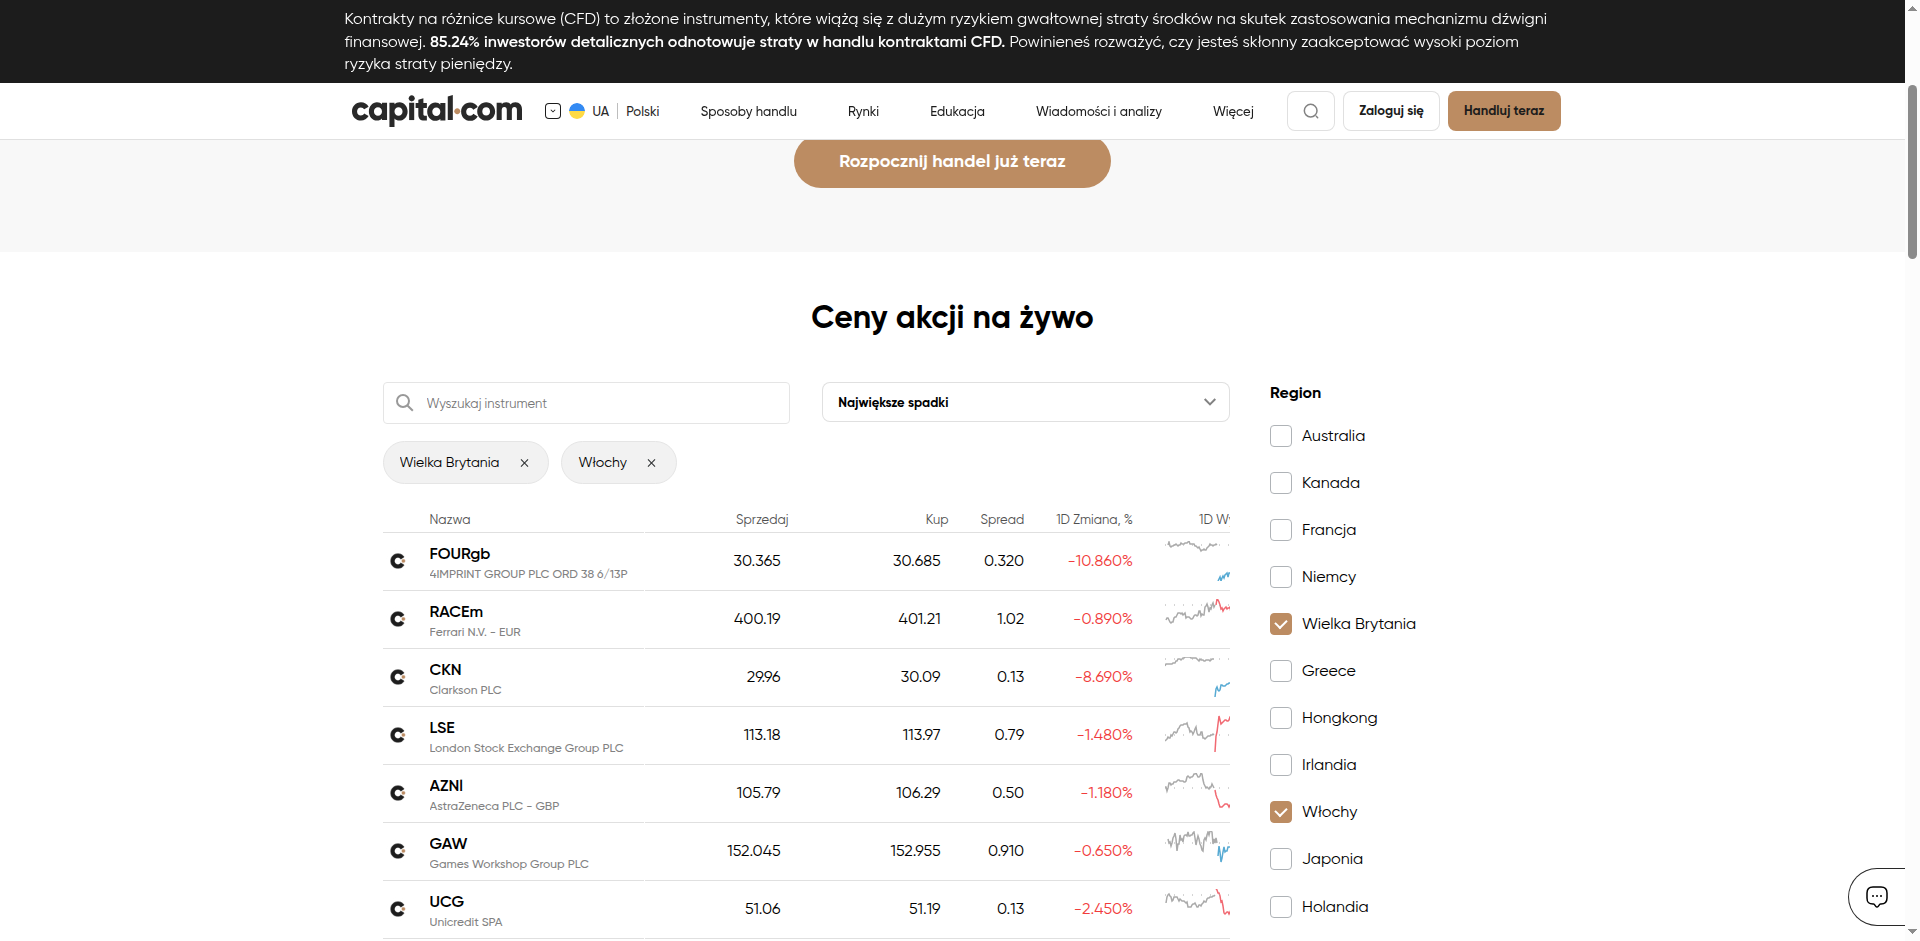 Kontrakty na różnice kursowe (CFD) to złożone instrumenty, które wiążą się z dużym ryzykiem gwałtownej straty środków na skutek zastosowania mechanizmu dźwigni
finansowej. 85.24% inwestorów detalicznych odnotowuje straty w handlu kontraktami CFD. Powinieneś rozważyć, czy jesteś skłonny zaakceptować wysoki poziom
ryzyka straty pieniędzy.
capital.com UA Polski Sposoby handlu Rynki Edukacja Wiadomości i analizy Więcej Zaloguj się Handluj teraz
Rozpocznij handel już teraz
Ceny akcji na żywo
Wyszukaj instrument Największe spadki
Wielka Brytania × Włochy ×
Nazwa Sprzedaj Kup Spread 1D Zmiana, %
FOURgb 30.365 30.685 0.320 -10.860%
4IMPRINT GROUP PLC ORD 38 6/13P
RACEm 400.19 401.21 1.02 -0.890%
Ferrari N.V. - EUR
CKN 29.96 30.09 0.13 -8.690%
Clarkson PLC
LSE 113.18 113.97 0.79 -1.480%
London Stock Exchange Group PLC
AZNl 105.79 106.29 0.50 -1.180%
AstraZeneca PLC - GBP
GAW 152.045 152.955 0.910 -0.650%
Games Workshop Group PLC
UCG 51.06 51.19 0.13 -2.450%
Unicredit SPA
Region
Australia
Kanada
Francja
Niemcy
Wielka Brytania
Greece
Hongkong
Irlandia
Włochy
Japonia
Holandia